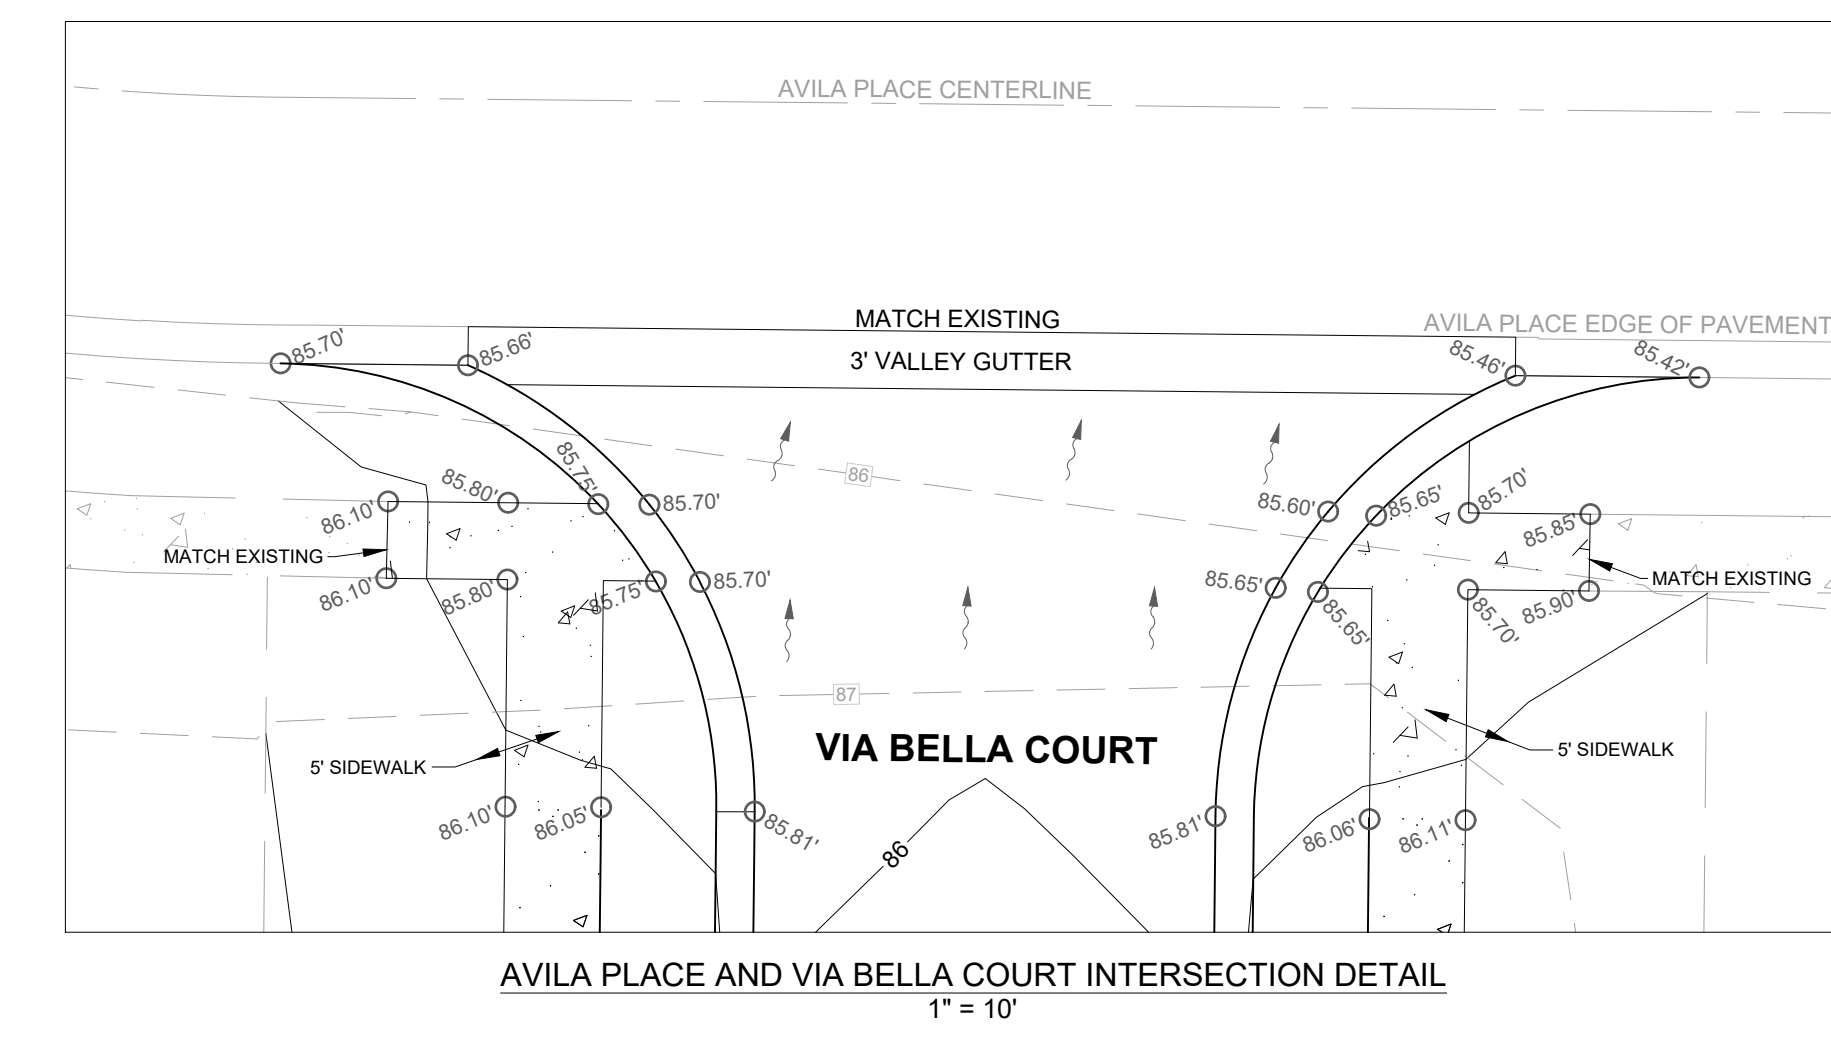 AVILA PLACE CENTERLINE
MATCH EXISTING
AVILA PLACE EDGE OF PAVEMENT
85.70'
85.66'
3' VALLEY GUTTER
85.46'
85.42'
86
85.75'
85.80'
85.70'
86.10'
85.60'
85.65'
85.70'
85.85'
MATCH EXISTING
86.10'
85.80'
85.75'
85.70'
85.65'
85.65'
85.70'
85.90'
MATCH EXISTING
87
VIA BELLA COURT
5' SIDEWALK
5' SIDEWALK
86.10'
86.05'
85.81'
86
85.81'
86.06'
86.11'
AVILA PLACE AND VIA BELLA COURT INTERSECTION DETAIL
1" = 10'